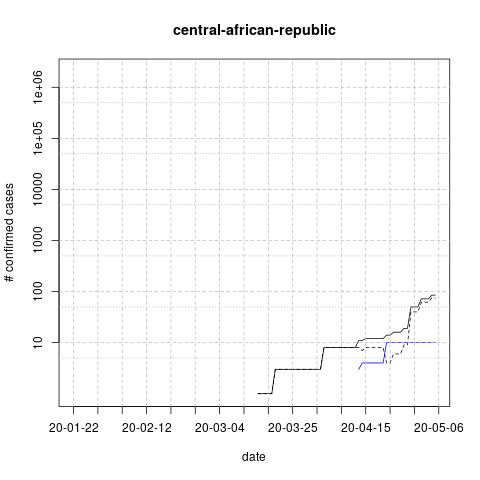 central-african-republic
# confirmed cases
1e+06
1e+05
10000
1000
100
10
20-01-22 20-02-12 20-03-04 20-03-25 20-04-15 20-05-06
date